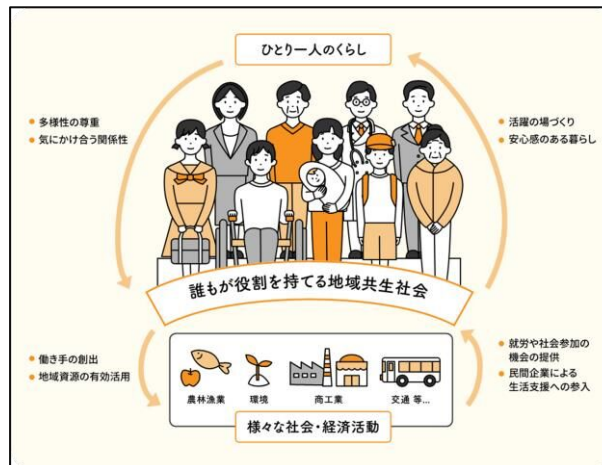 ひとり一人のくらし
● 多様性の尊重
● 気にかけ合う関係性
● 活躍の場づくり
● 安心感のある暮らし
誰もが役割を持てる地域共生社会
● 働き手の創出
● 地域資源の有効活用
● 就労や社会参加の
機会の提供
● 民間企業による
生活支援への参入
農林漁業 環境 商工業 交通 等...
様々な社会・経済活動